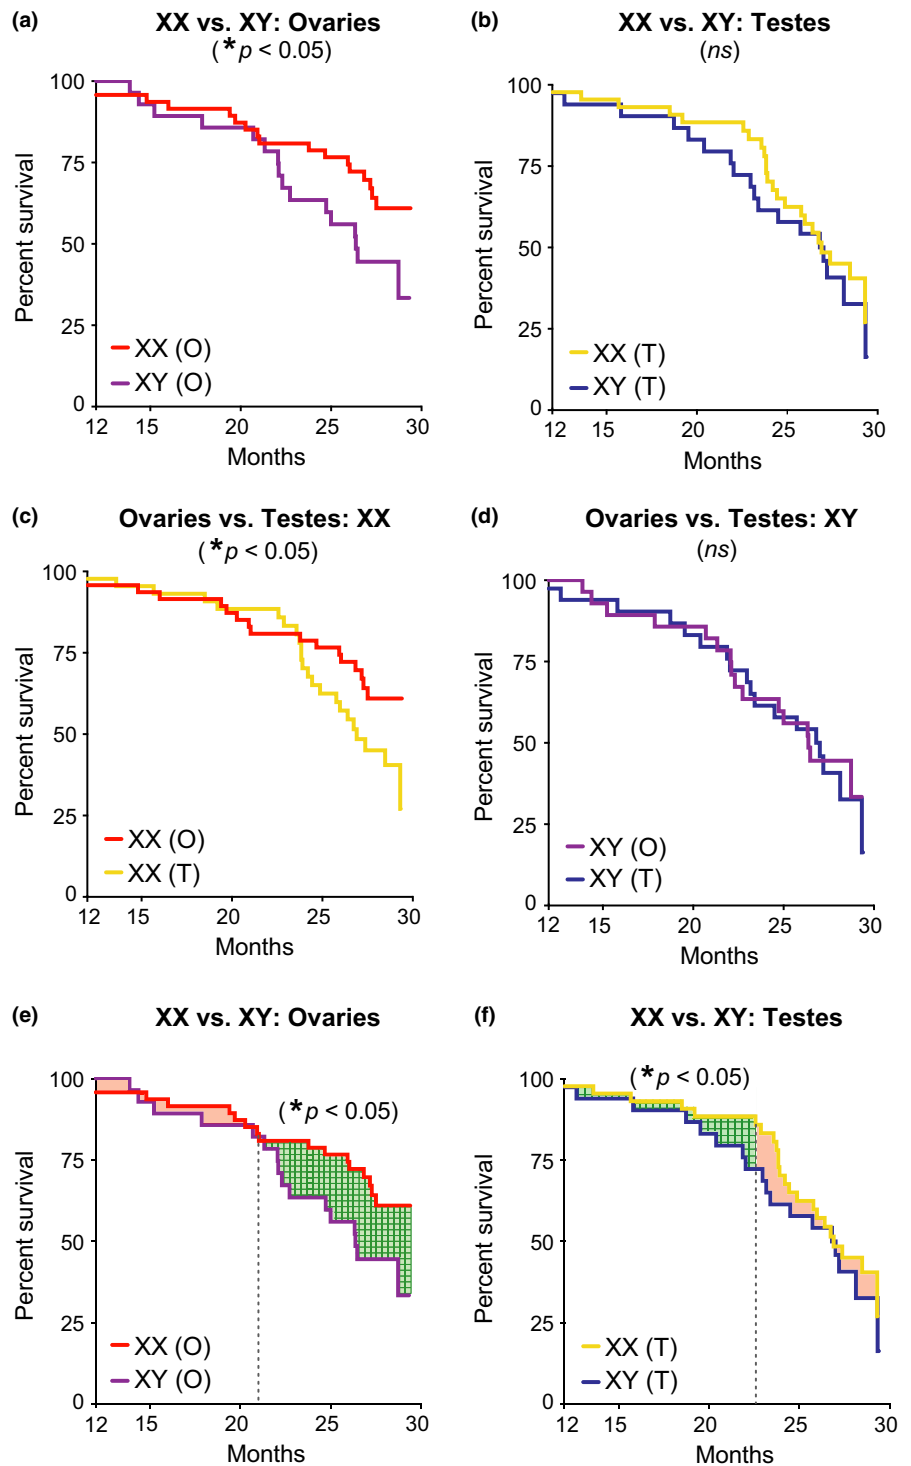 (a) XX vs. XY: Ovaries
(*p < 0.05)
100
75
50
25
0
Percent survival
XX (O)
XY (O)
12 15 20 25 30
Months
(b) XX vs. XY: Testes
(ns)
100
75
50
25
0
Percent survival
XX (T)
XY (T)
12 15 20 25 30
Months
(c) Ovaries vs. Testes: XX
(*p < 0.05)
100
75
50
25
0
Percent survival
XX (O)
XX (T)
12 15 20 25 30
Months
(d) Ovaries vs. Testes: XY
(ns)
100
75
50
25
0
Percent survival
XY (O)
XY (T)
12 15 20 25 30
Months
(e) XX vs. XY: Ovaries
(*p < 0.05)
100
75
50
25
0
Percent survival
XX (O)
XY (O)
12 15 20 25 30
Months
(f) XX vs. XY: Testes
(*p < 0.05)
100
75
50
25
0
Percent survival
XX (T)
XY (T)
12 15 20 25 30
Months